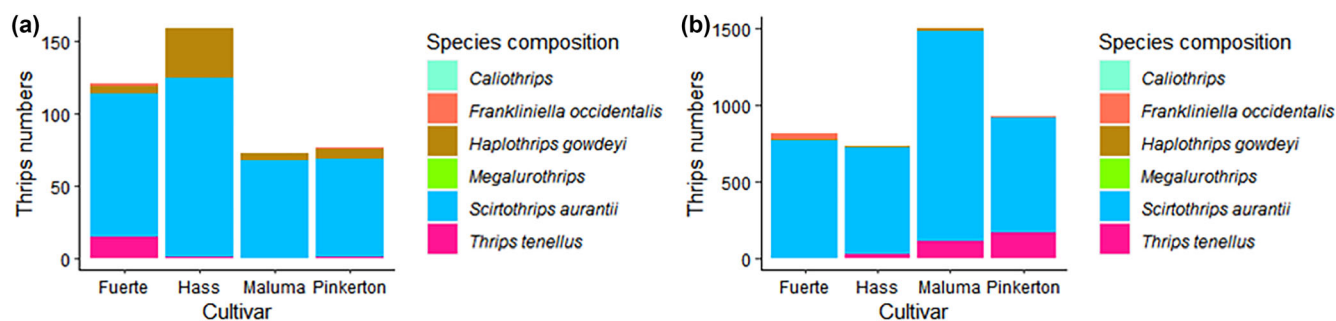 (a)
Thrips numbers
150
100
50
0
Fuerte Hass Maluma Pinkerton
Cultivar
Species composition
Caliothrips
Frankliniella occidentalis
Haplothrips gowdeyi
Megalurothrips
Scirtothrips aurantii
Thrips tenellus
(b)
Thrips numbers
1500
1000
500
0
Fuerte Hass Maluma Pinkerton
Cultivar
Species composition
Caliothrips
Frankliniella occidentalis
Haplothrips gowdeyi
Megalurothrips
Scirtothrips aurantii
Thrips tenellus